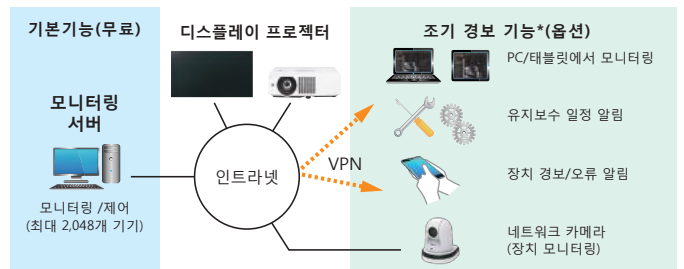 기본기능(무료)
모니터링
서버
모니터링 /제어
(최대 2,048개 기기)
디스플레이 프로젝터
인트라넷
VPN
조기 경보 기능*(옵션)
PC/태블릿에서 모니터링
유지보수 일정 알림
장치 경보/오류 알림
네트워크 카메라
(장치 모니터링)